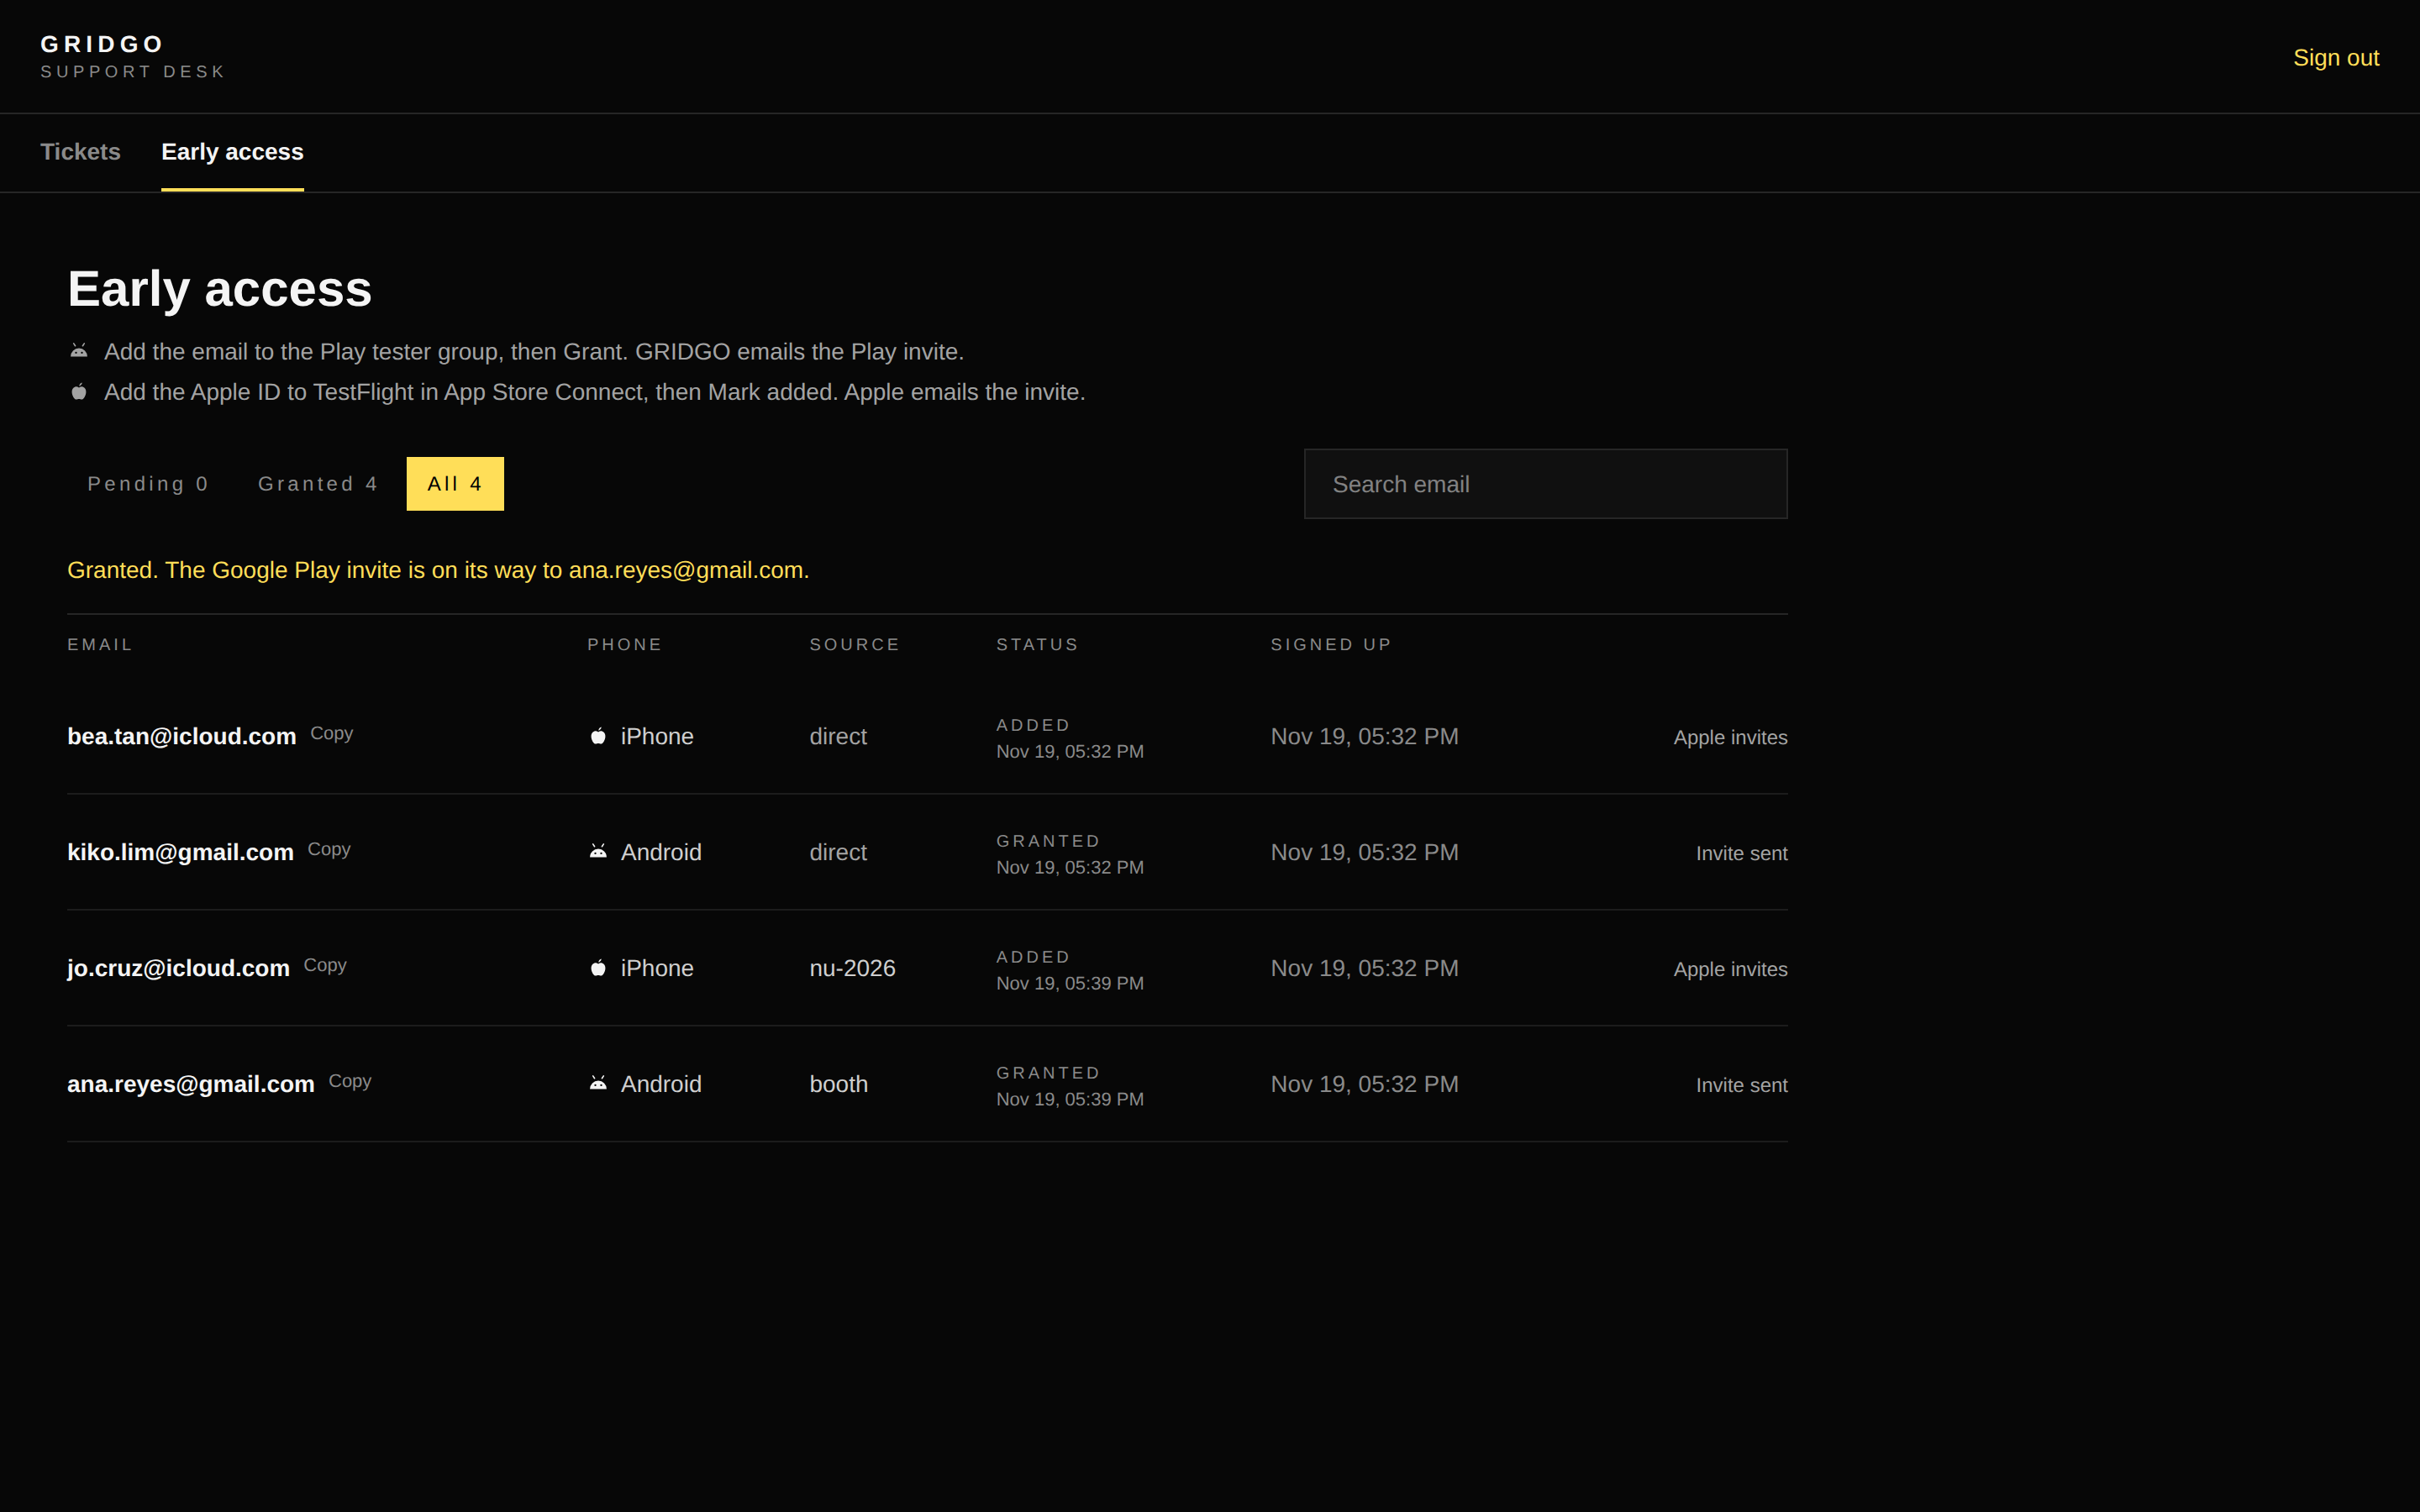 GRIDGO
SUPPORT DESK
Sign out
Tickets
Early access
Early access
Add the email to the Play tester group, then Grant. GRIDGO emails the Play invite.
Add the Apple ID to TestFlight in App Store Connect, then Mark added. Apple emails the invite.
Pending 0
Granted 4
All 4
Search email
Granted. The Google Play invite is on its way to ana.reyes@gmail.com.
EMAIL PHONE SOURCE STATUS SIGNED UP
bea.tan@icloud.com Copy iPhone direct ADDED Nov 19, 05:32 PM Nov 19, 05:32 PM Apple invites
kiko.lim@gmail.com Copy Android direct GRANTED Nov 19, 05:32 PM Nov 19, 05:32 PM Invite sent
jo.cruz@icloud.com Copy iPhone nu-2026 ADDED Nov 19, 05:39 PM Nov 19, 05:32 PM Apple invites
ana.reyes@gmail.com Copy Android booth GRANTED Nov 19, 05:39 PM Nov 19, 05:32 PM Invite sent